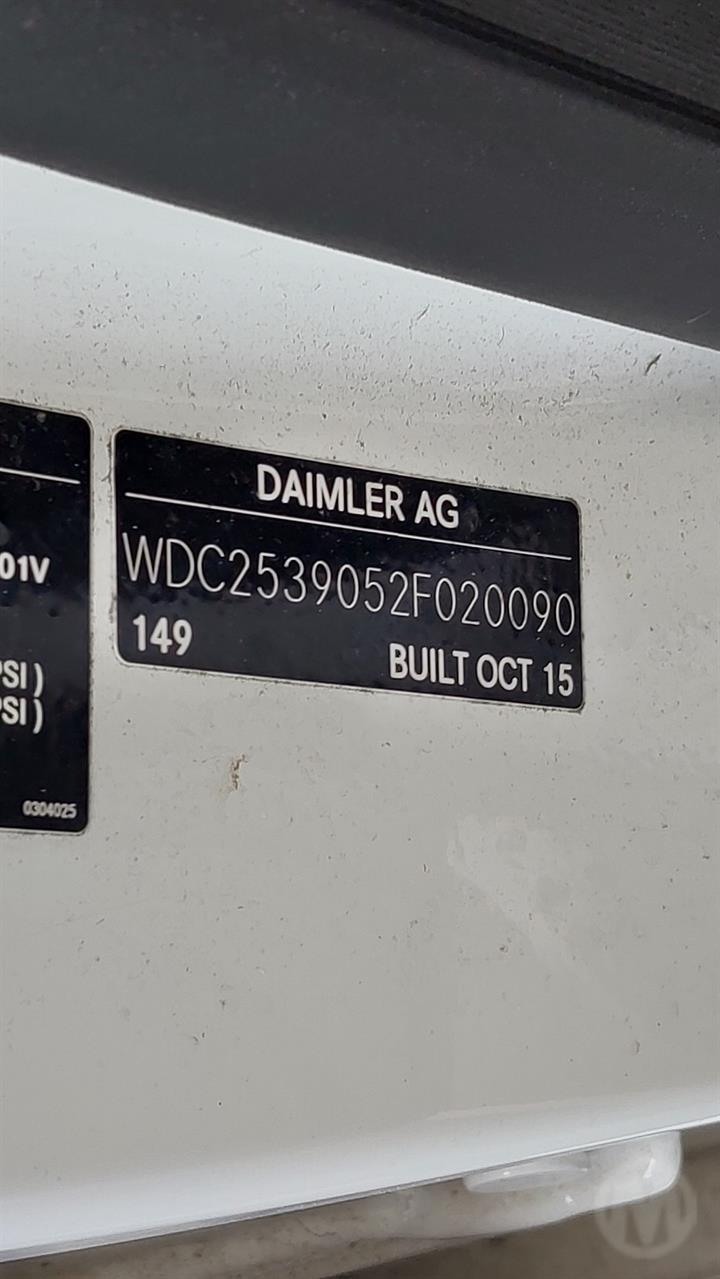 01V
PSI)
PSI)
0304025
DAIMLER AG
WDC2539052F020090
149
BUILT OCT 15
M